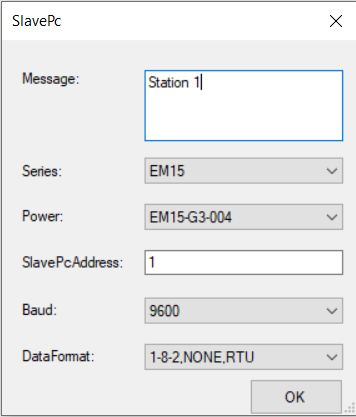 SlavePc
Message:
Station 1
Series:
EM15
Power:
EM15-G3-004
SlavePcAddress:
1
Baud:
9600
DataFormat:
1-8-2,NONE,RTU
OK